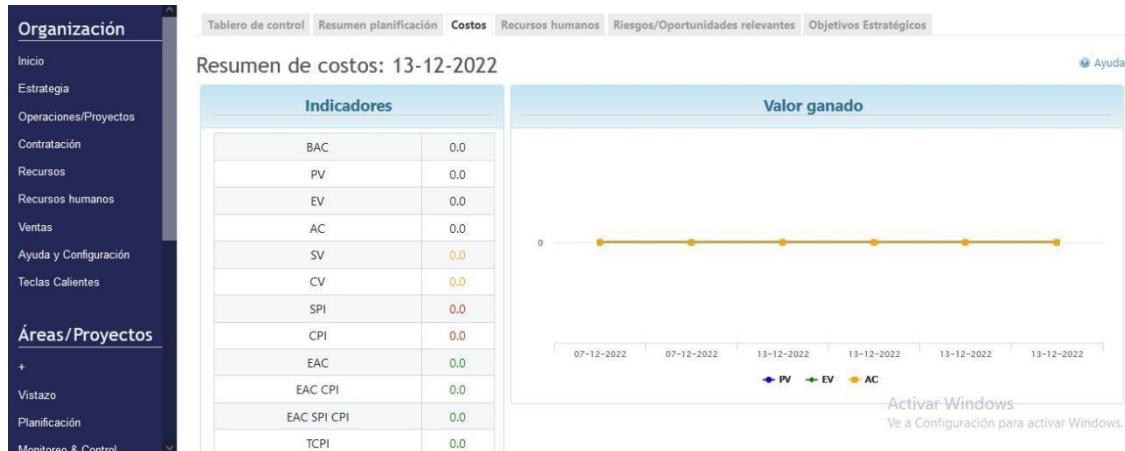 Organización
Inicio
Estrategia
Operaciones/Proyectos
Contratación
Recursos
Recursos humanos
Ventas
Ayuda y Configuración
Teclas Calientes
Áreas/Proyectos
+
Vistazo
Planificación
Monitoreo & Control
Tablero de control Resumen planificación Costos Recursos humanos Riesgos/Oportunidades relevantes Objetivos Estratégicos
Resumen de costos: 13-12-2022
Ayuda
Indicadores
BAC 0.0
PV 0.0
EV 0.0
AC 0.0
SV 0.0
CV 0.0
SPI 0.0
CPI 0.0
EAC 0.0
EAC CPI 0.0
EAC SPI CPI 0.0
TCPI 0.0
Valor ganado
0
07-12-2022 07-12-2022 13-12-2022 13-12-2022 13-12-2022 13-12-2022
PV EV AC
Activar Windows
Ve a Configuración para activar Windows.